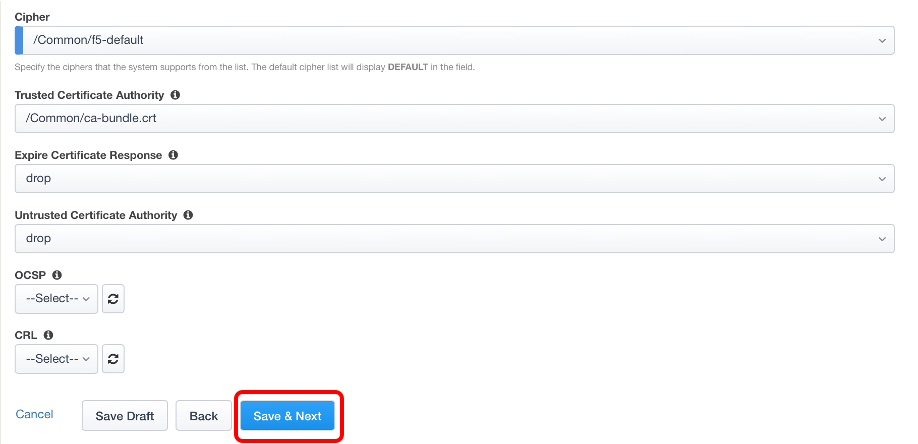 Cipher
/Common/f5-default
Specify the ciphers that the system supports from the list. The default cipher list will display DEFAULT in the field.
Trusted Certificate Authority
/Common/ca-bundle.crt
Expire Certificate Response
drop
Untrusted Certificate Authority
drop
OCSP
--Select--
CRL
--Select--
Cancel Save Draft Back Save & Next